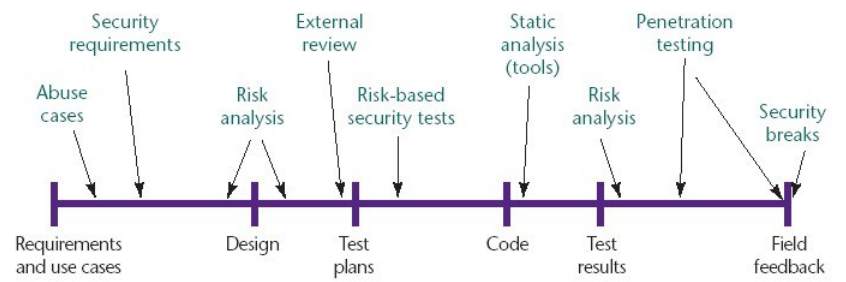 Security
requirements
External
review
Static
analysis
(tools)
Penetration
testing
Abuse
cases
Risk
analysis
Risk-based
security tests
Risk
analysis
Security
breaks
Requirements
and use cases
Design
Test
plans
Code
Test
results
Field
feedback